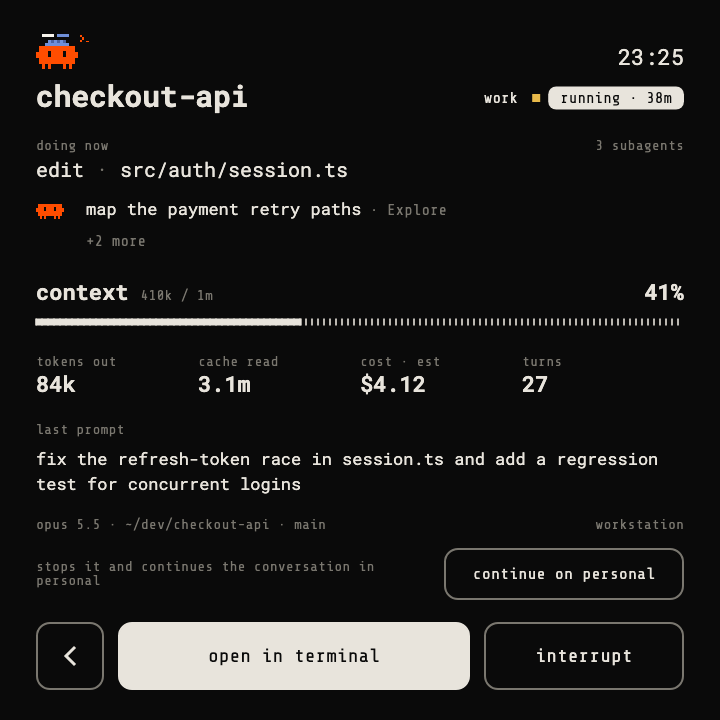 23:25
checkout-api
work
running · 38m
doing now
3 subagents
edit · src/auth/session.ts
map the payment retry paths · Explore
+2 more
context 410k / 1m
41%
tokens out
cache read
cost · est
turns
84k
3.1m
$4.12
27
last prompt
fix the refresh-token race in session.ts and add a regression
test for concurrent logins
opus 5.5 · ~/dev/checkout-api · main
workstation
stops it and continues the conversation in
personal
continue on personal
open in terminal
interrupt